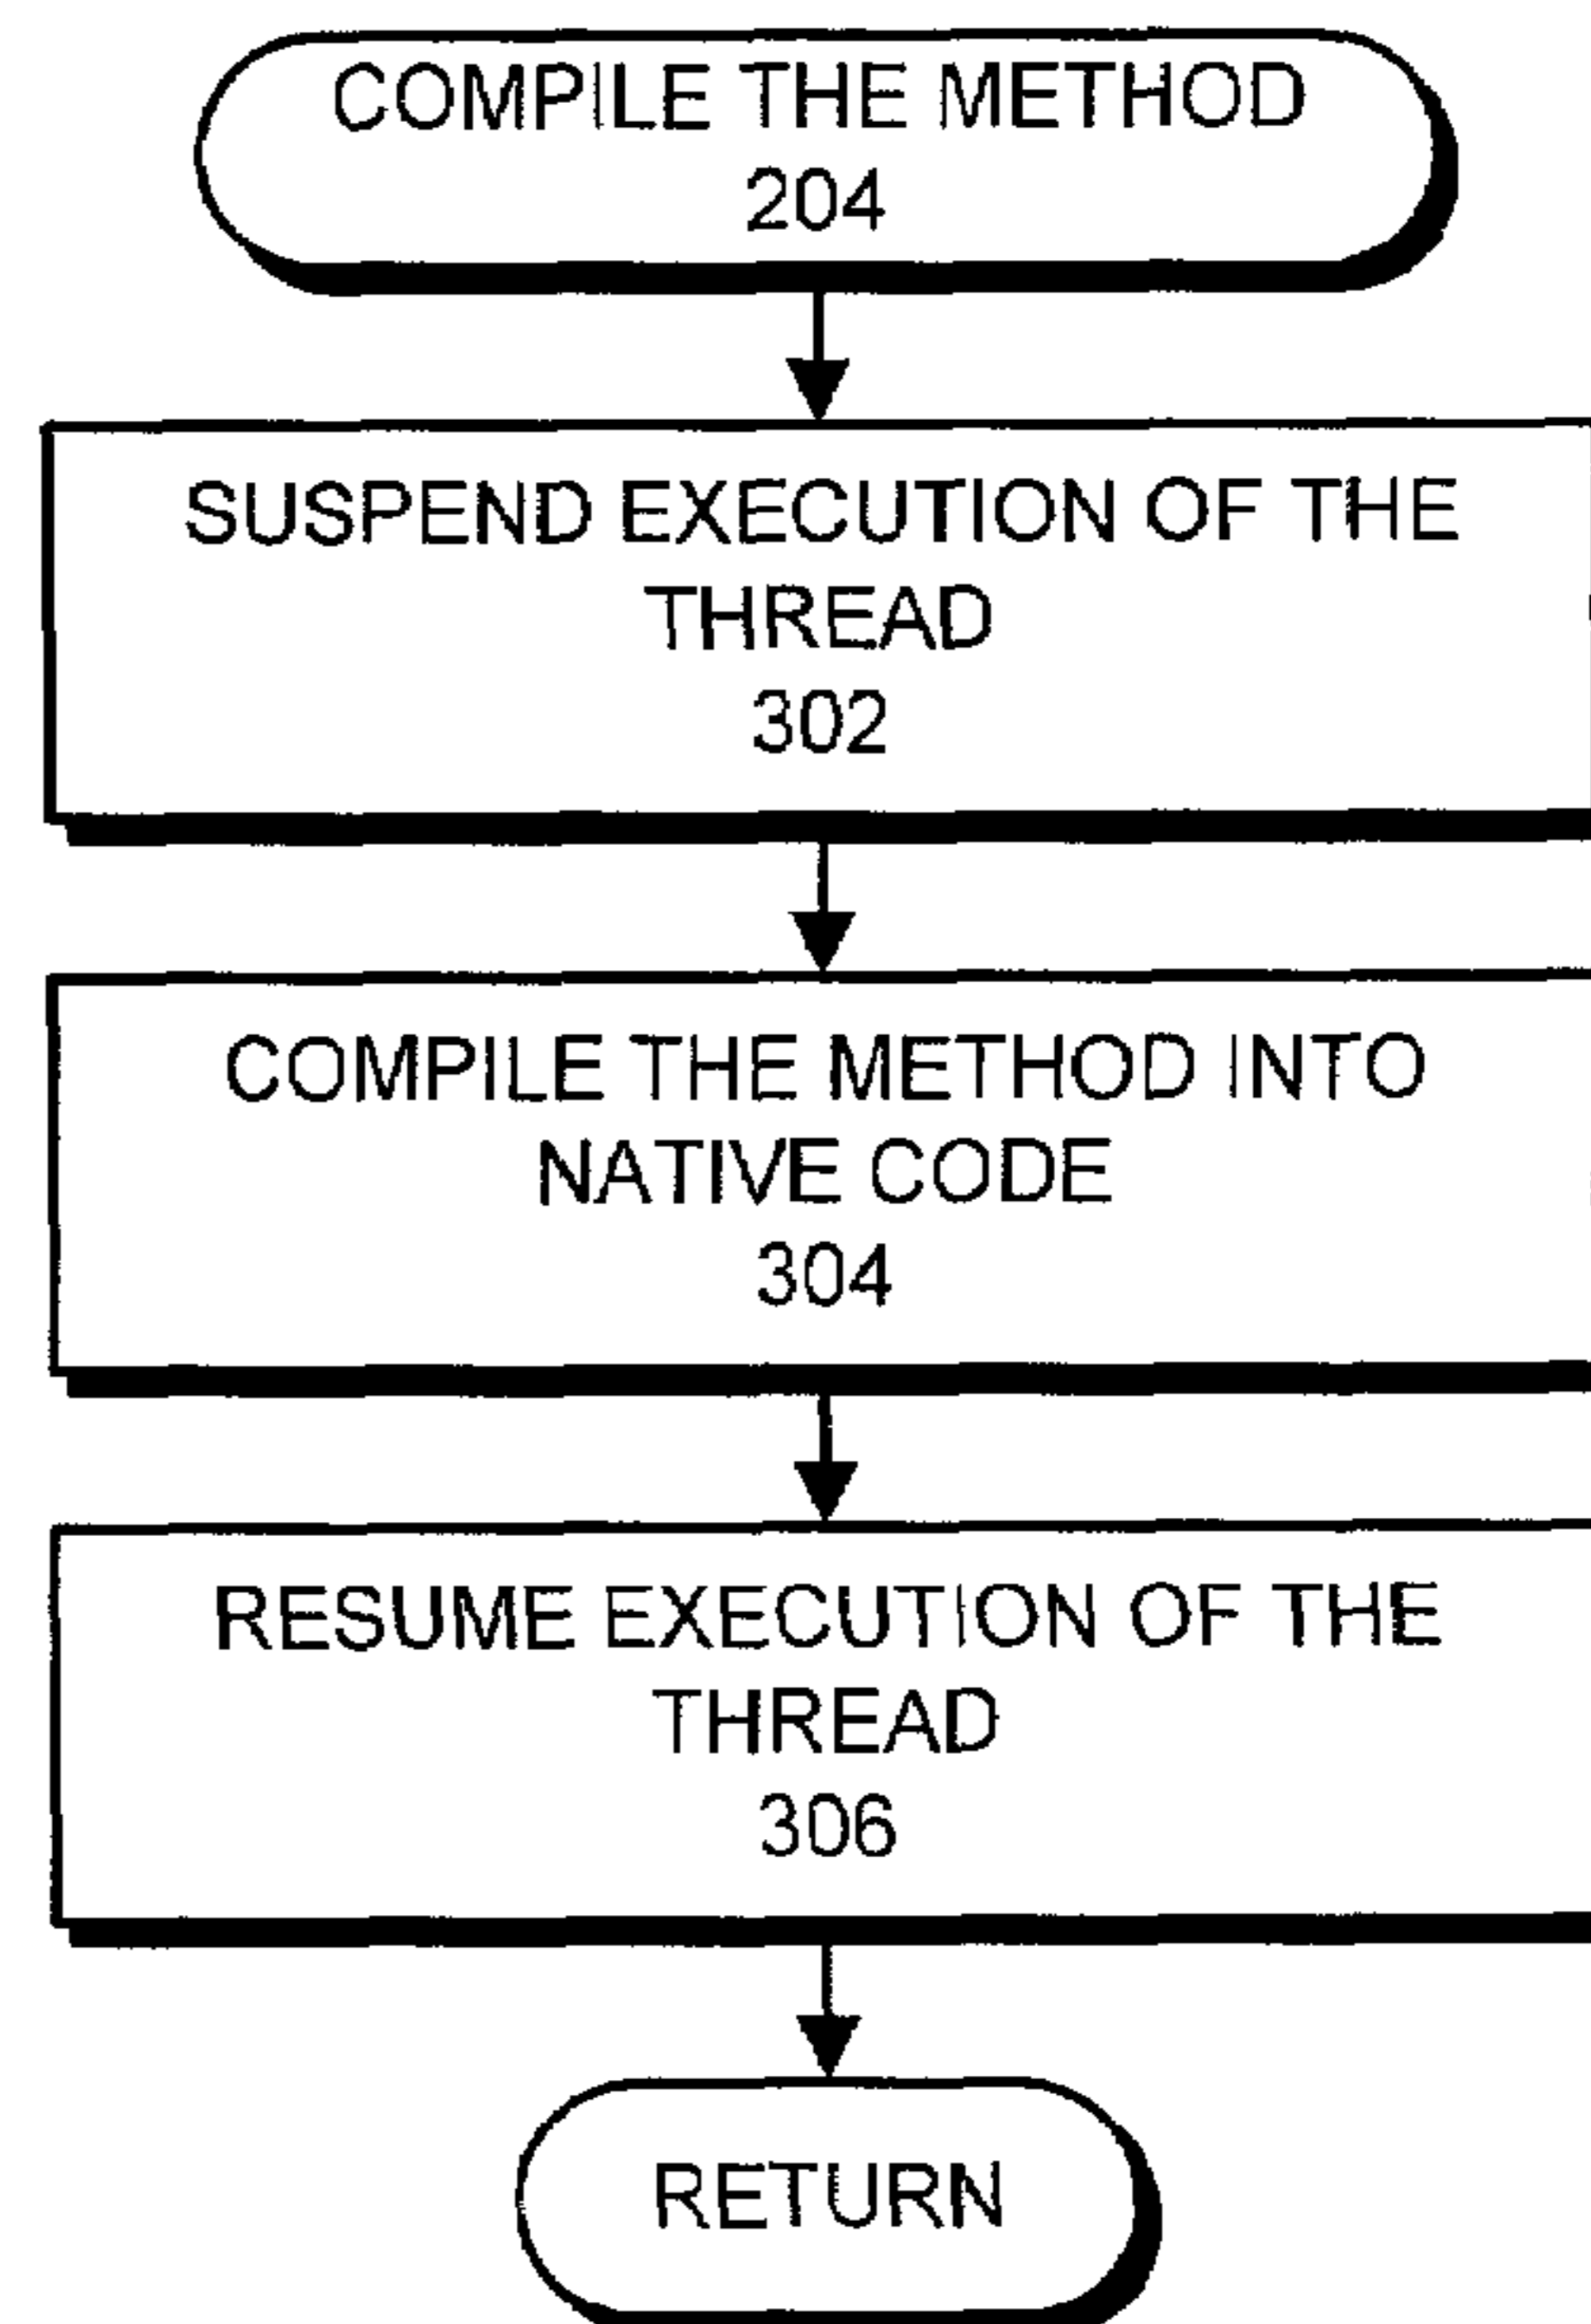 COMPILE THE METHOD
204
SUSPEND EXECUTION OF THE
THREAD
302
COMPILE THE METHOD INTO
NATIVE CODE
304
RESUME EXECUTION OF THE
THREAD
306
RETURN